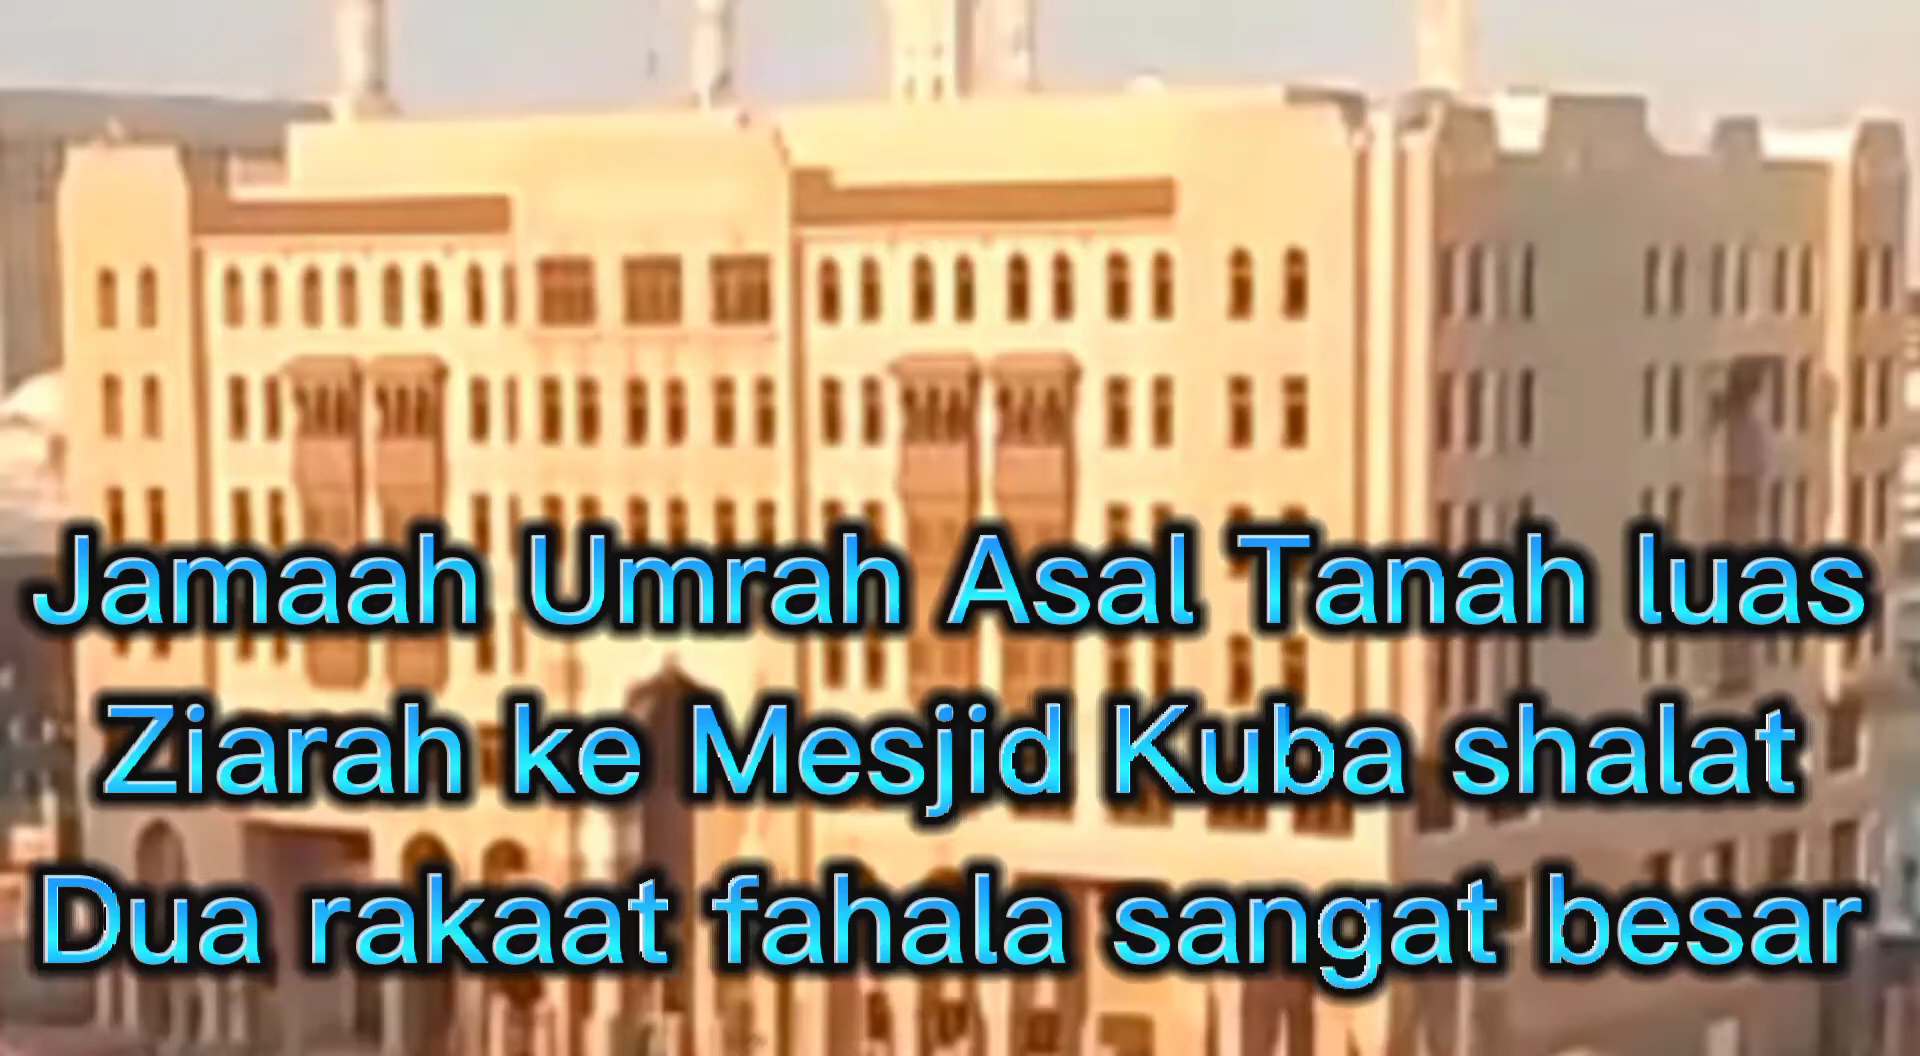 Jamaah Umrah Asal Tanah luas
Ziarah ke Mesjid Kuba shalat
Dua rakaat fahala sangat besar